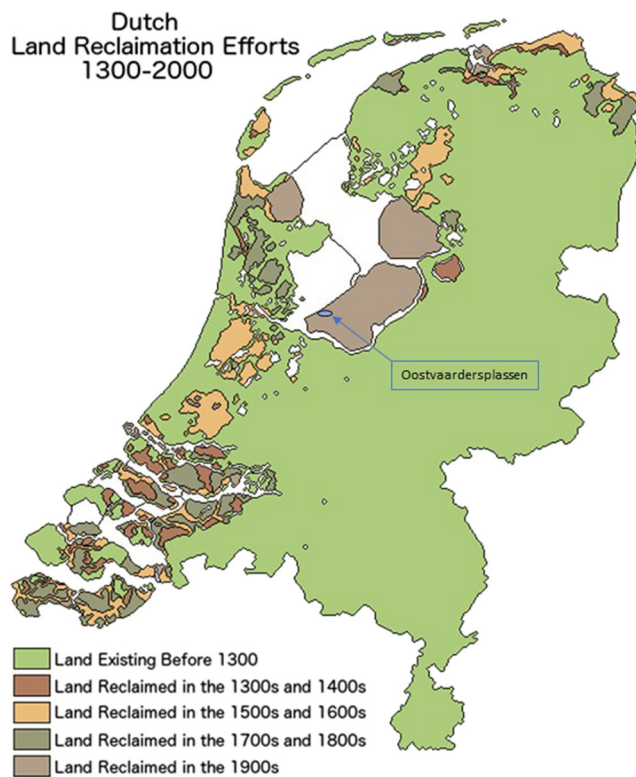 Dutch
Land Reclaimation Efforts
1300-2000
Oostvaardersplassen
Land Existing Before 1300
Land Reclaimed in the 1300s and 1400s
Land Reclaimed in the 1500s and 1600s
Land Reclaimed in the 1700s and 1800s
Land Reclaimed in the 1900s